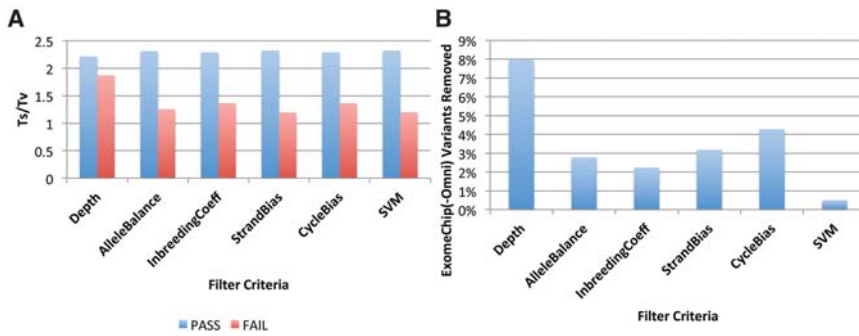 A
2.5
2
1.5
1
0.5
0
Ts/Tv
Depth
AlleleBalance
InbreedingCoeff
StrandBias
CycleBias
SVM
Filter Criteria
PASS FAIL
B
9%
8%
7%
6%
5%
4%
3%
2%
1%
0%
ExomeChip(-Omni) Variants Removed
Depth
AlleleBalance
InbreedingCoeff
StrandBias
CycleBias
SVM
Filter Criteria